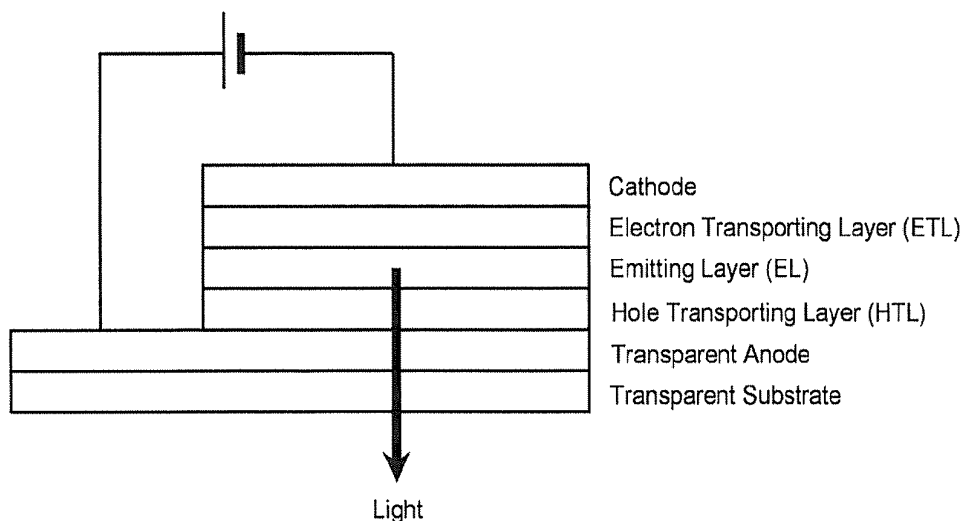 Cathode
Electron Transporting Layer (ETL)
Emitting Layer (EL)
Hole Transporting Layer (HTL)
Transparent Anode
Transparent Substrate
Light